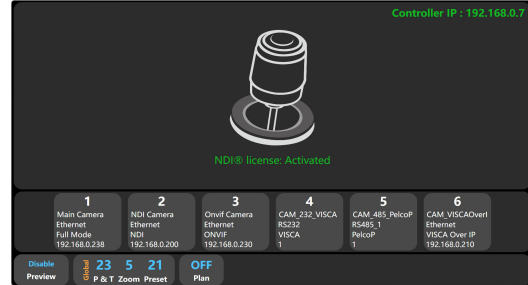 Controller IP : 192.168.0.7
NDI® license: Activated
1
Main Camera
Ethernet
Full Mode
192.168.0.238
2
NDI Camera
Ethernet
NDI
192.168.0.200
3
Onvif Camera
Ethernet
ONVIF
192.168.0.230
4
CAM_232_VISCA
RS232
VISCA
1
5
CAM_485_PelcoP
RS485_1
PelcoP
1
6
CAM_VISCAOverI
Ethernet
VISCA Over IP
192.168.0.210
Disable
Preview
Global
23 5 21
P & T Zoom Preset
OFF
Plan